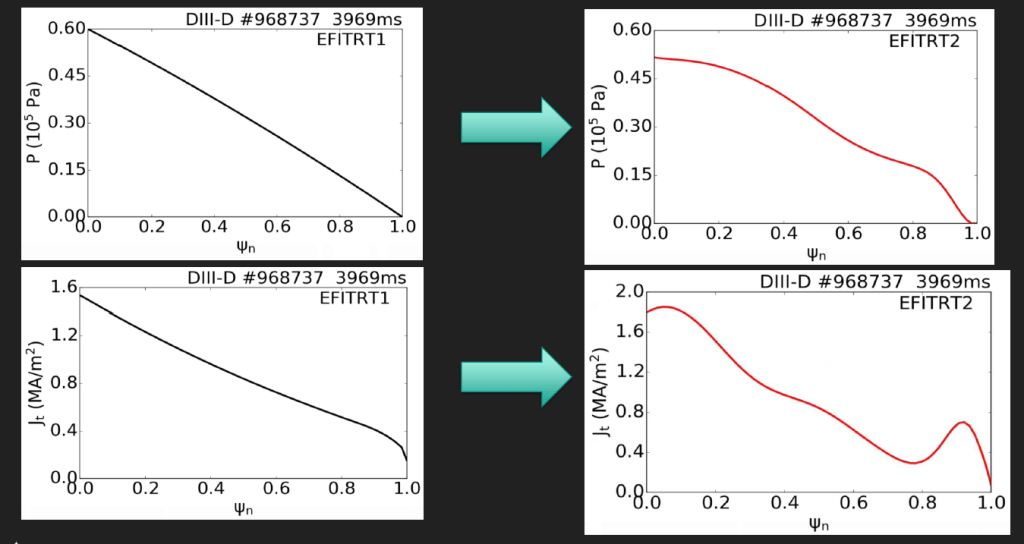 DIII-D #968737 3969ms
EFITRT1
P (10⁵ Pa)
0.60
0.45
0.30
0.15
0.00
0.0 0.2 0.4 0.6 0.8 1.0
ψn
DIII-D #968737 3969ms
EFITRT2
P (10⁵ Pa)
0.60
0.45
0.30
0.15
0.00
0.0 0.2 0.4 0.6 0.8 1.0
ψn
DIII-D #968737 3969ms
EFITRT1
Jt (MA/m²)
1.6
1.2
0.8
0.4
0.0
0.0 0.2 0.4 0.6 0.8 1.0
ψn
DIII-D #968737 3969ms
EFITRT2
Jt (MA/m²)
2.0
1.6
1.2
0.8
0.4
0.0
0.0 0.2 0.4 0.6 0.8 1.0
ψn